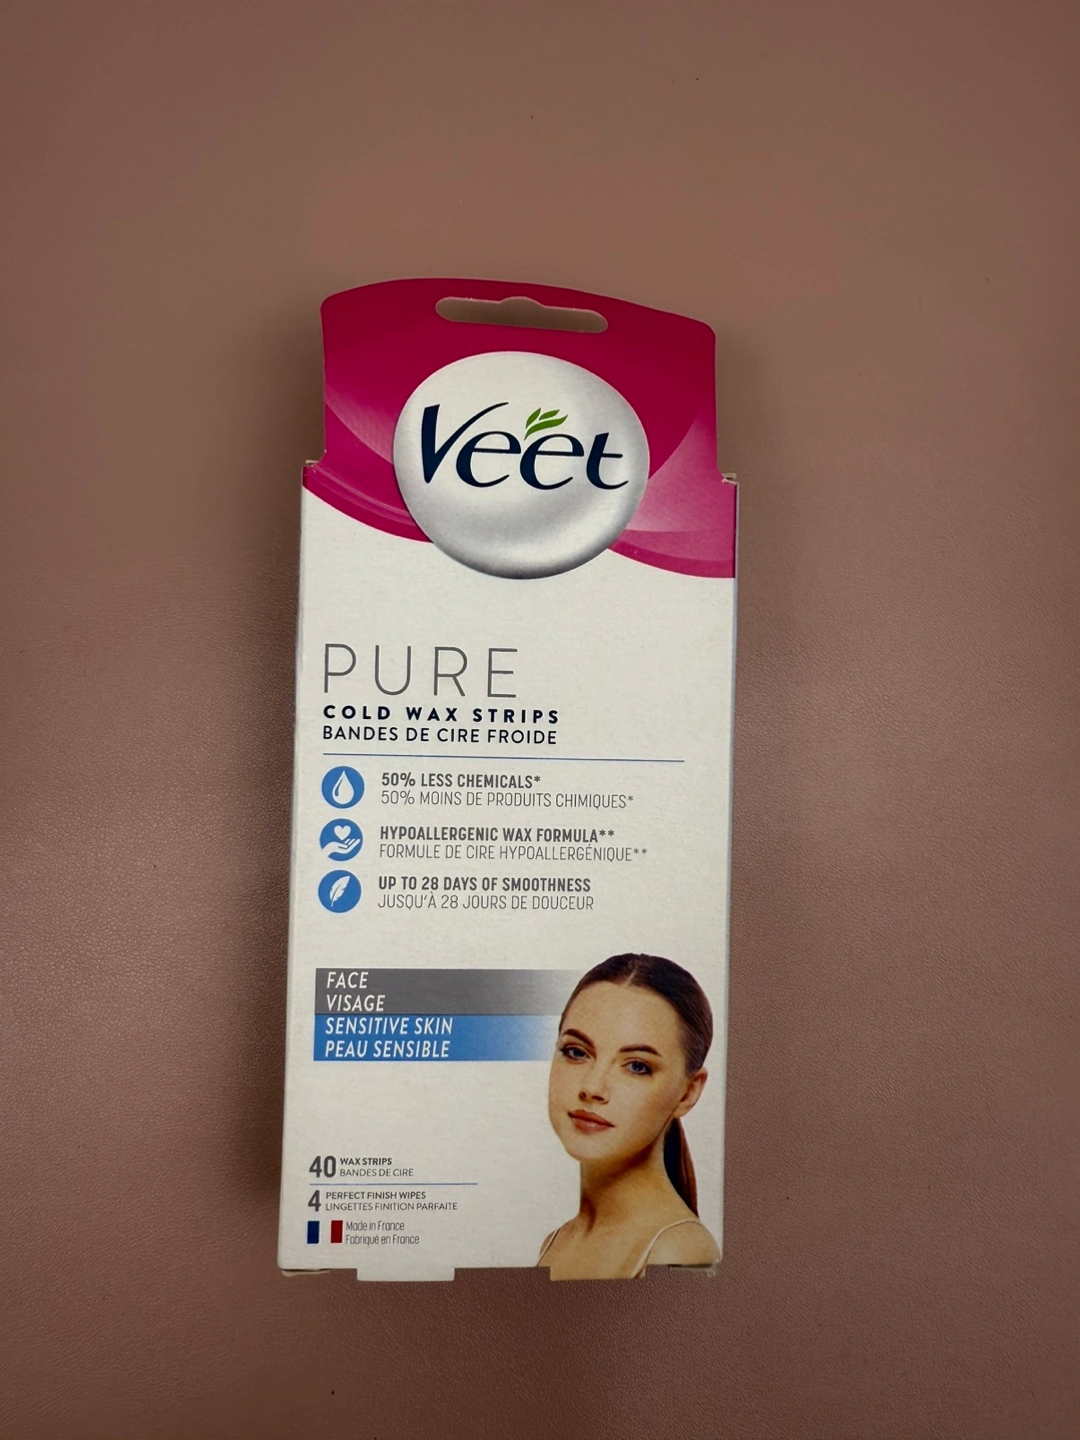 Veet
PURE
COLD WAX STRIPS
BANDES DE CIRE FROIDE
50% LESS CHEMICALS*
50% MOINS DE PRODUITS CHIMIQUES*
HYPOALLERGENIC WAX FORMULA**
FORMULE DE CIRE HYPOALLERGÉNIQUE**
UP TO 28 DAYS OF SMOOTHNESS
JUSQU'À 28 JOURS DE DOUCEUR
FACE
VISAGE
SENSITIVE SKIN
PEAU SENSIBLE
40 WAX STRIPS
BANDES DE CIRE
4 PERFECT FINISH WIPES
LINGETTES FINITION PARFAITE
Made in France
Fabriqué en France